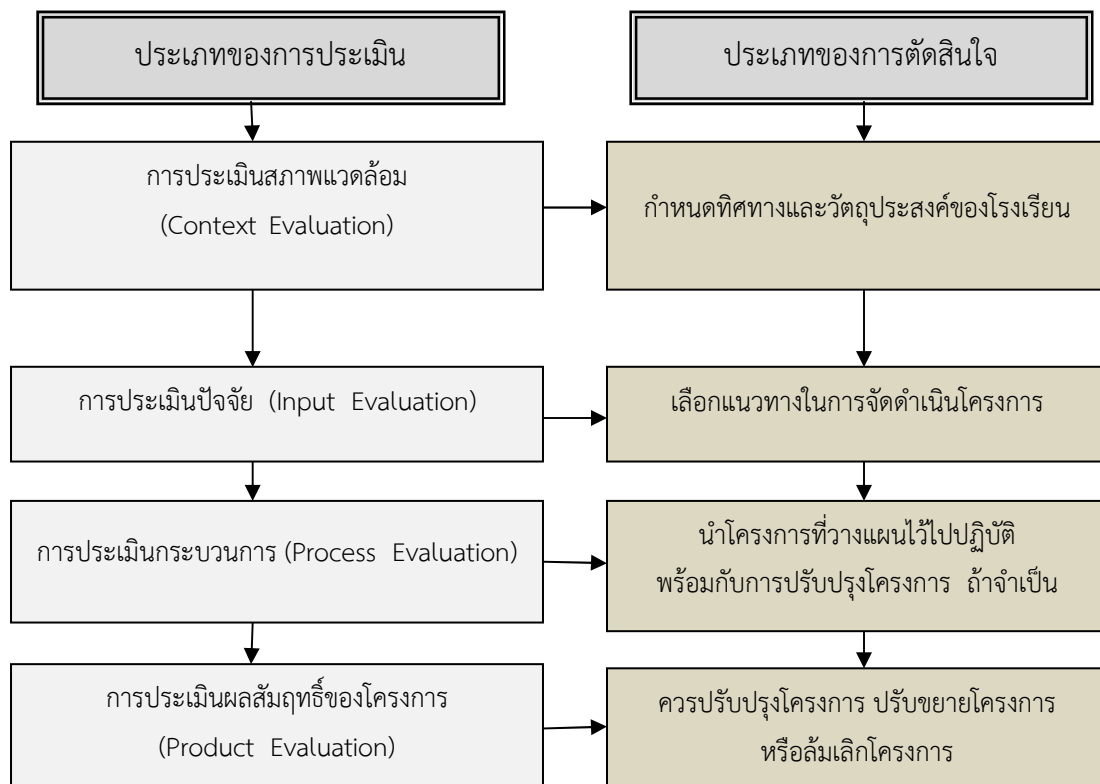 ประเภทของการประเมิน
ประเภทของการตัดสินใจ
การประเมินสภาพแวดล้อม
(Context Evaluation)
กำหนดทิศทางและวัตถุประสงค์ของโรงเรียน
การประเมินปัจจัย (Input Evaluation)
เลือกแนวทางในการจัดดำเนินโครงการ
การประเมินกระบวนการ (Process Evaluation)
นำโครงการที่วางแผนไว้ไปปฏิบัติ
พร้อมกับการปรับปรุงโครงการ ถ้าจำเป็น
การประเมินผลสัมฤทธิ์ของโครงการ
(Product Evaluation)
ควรปรับปรุงโครงการ ปรับขยายโครงการ
หรือล้มเลิกโครงการ